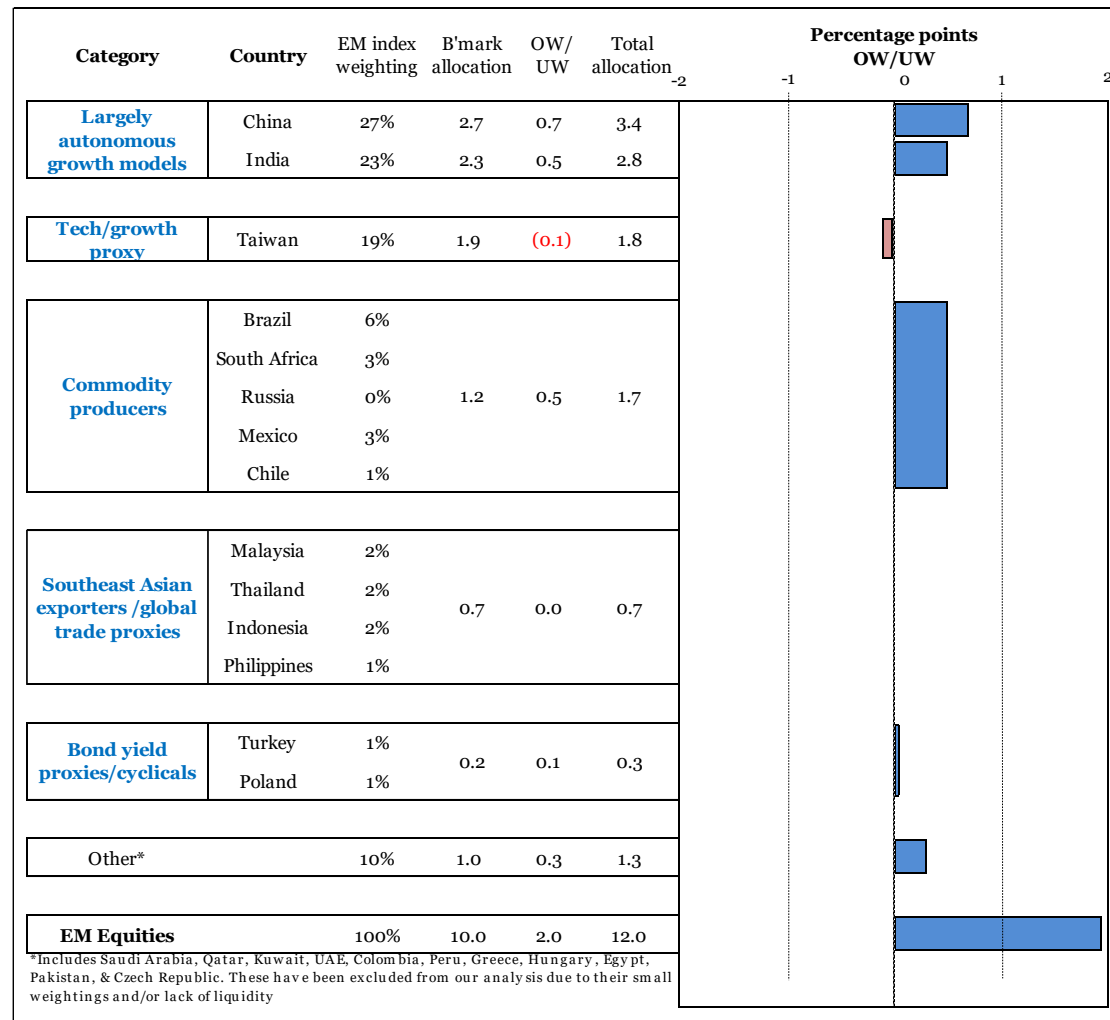 Category Country EM index weighting B'mark allocation OW/ UW Total allocation
Percentage points
OW/UW
-2 -1 0 1 2
Largely autonomous growth models
China 27% 2.7 0.7 3.4
India 23% 2.3 0.5 2.8
Tech/growth proxy
Taiwan 19% 1.9 (0.1) 1.8
Commodity producers
Brazil 6%
South Africa 3%
Russia 0% 1.2 0.5 1.7
Mexico 3%
Chile 1%
Southeast Asian exporters /global trade proxies
Malaysia 2%
Thailand 2%
0.7 0.0 0.7
Indonesia 2%
Philippines 1%
Bond yield proxies/cyclicals
Turkey 1%
0.2 0.1 0.3
Poland 1%
Other* 10% 1.0 0.3 1.3
EM Equities 100% 10.0 2.0 12.0
*Includes Saudi Arabia, Qatar, Kuwait, UAE, Colombia, Peru, Greece, Hungary, Egypt,
Pakistan, & Czech Republic. These have been excluded from our analysis due to their small
weightings and/or lack of liquidity